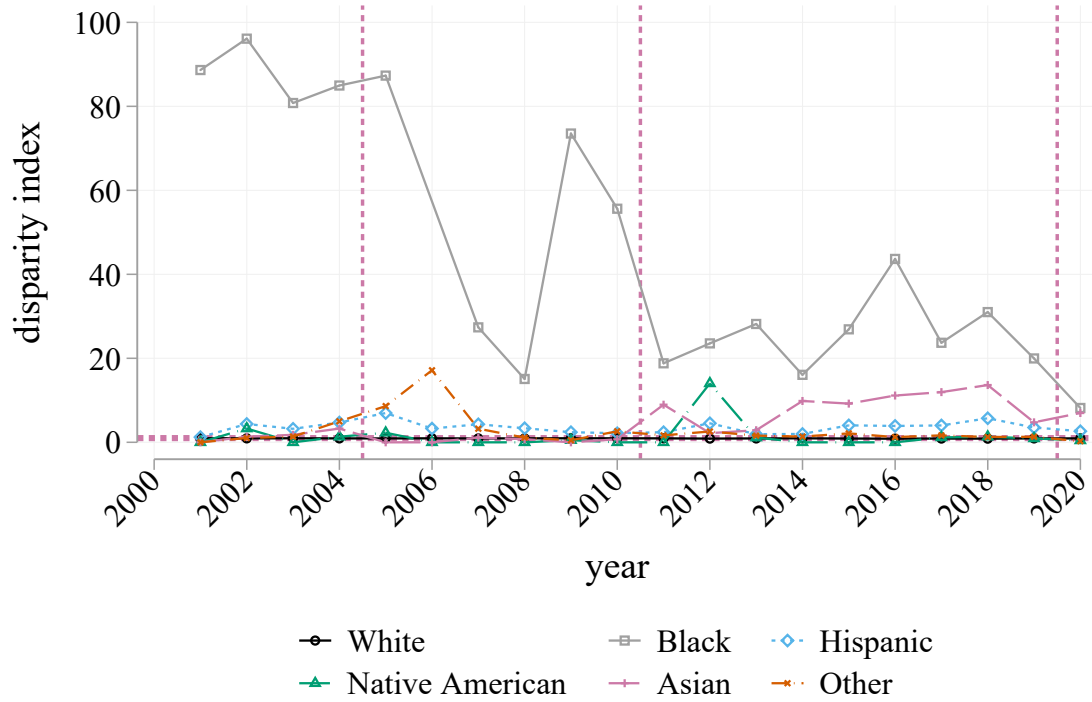 100
80
60
40
20
0
disparity index
2000
2002
2004
2006
2008
2010
2012
2014
2016
2018
2020
year
White
Black
Hispanic
Native American
Asian
Other